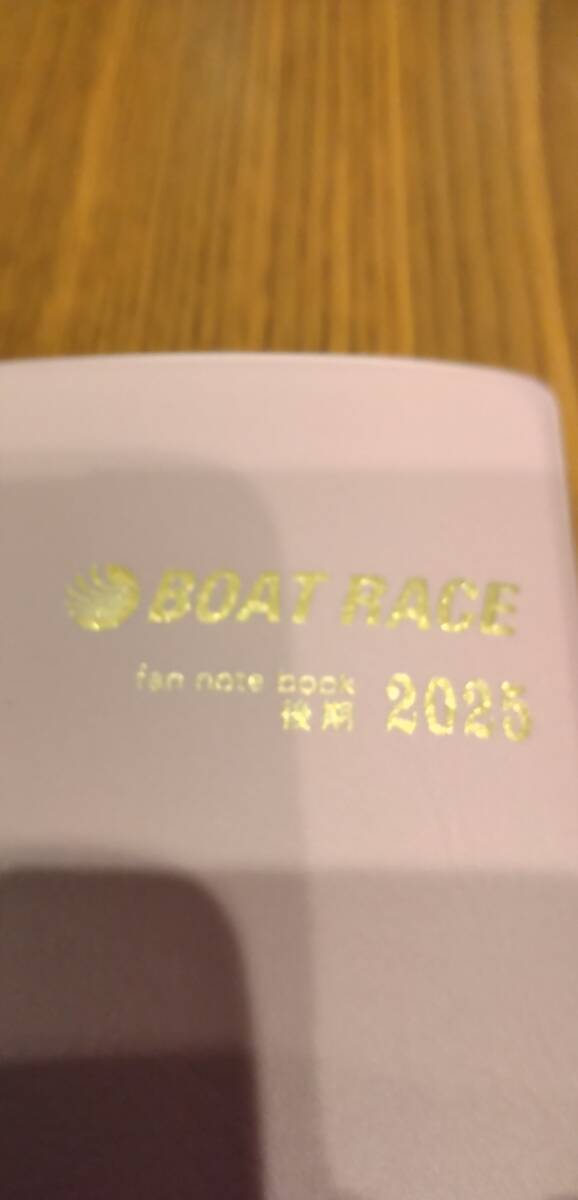 BOAT RACE
fan note book
後期 2025